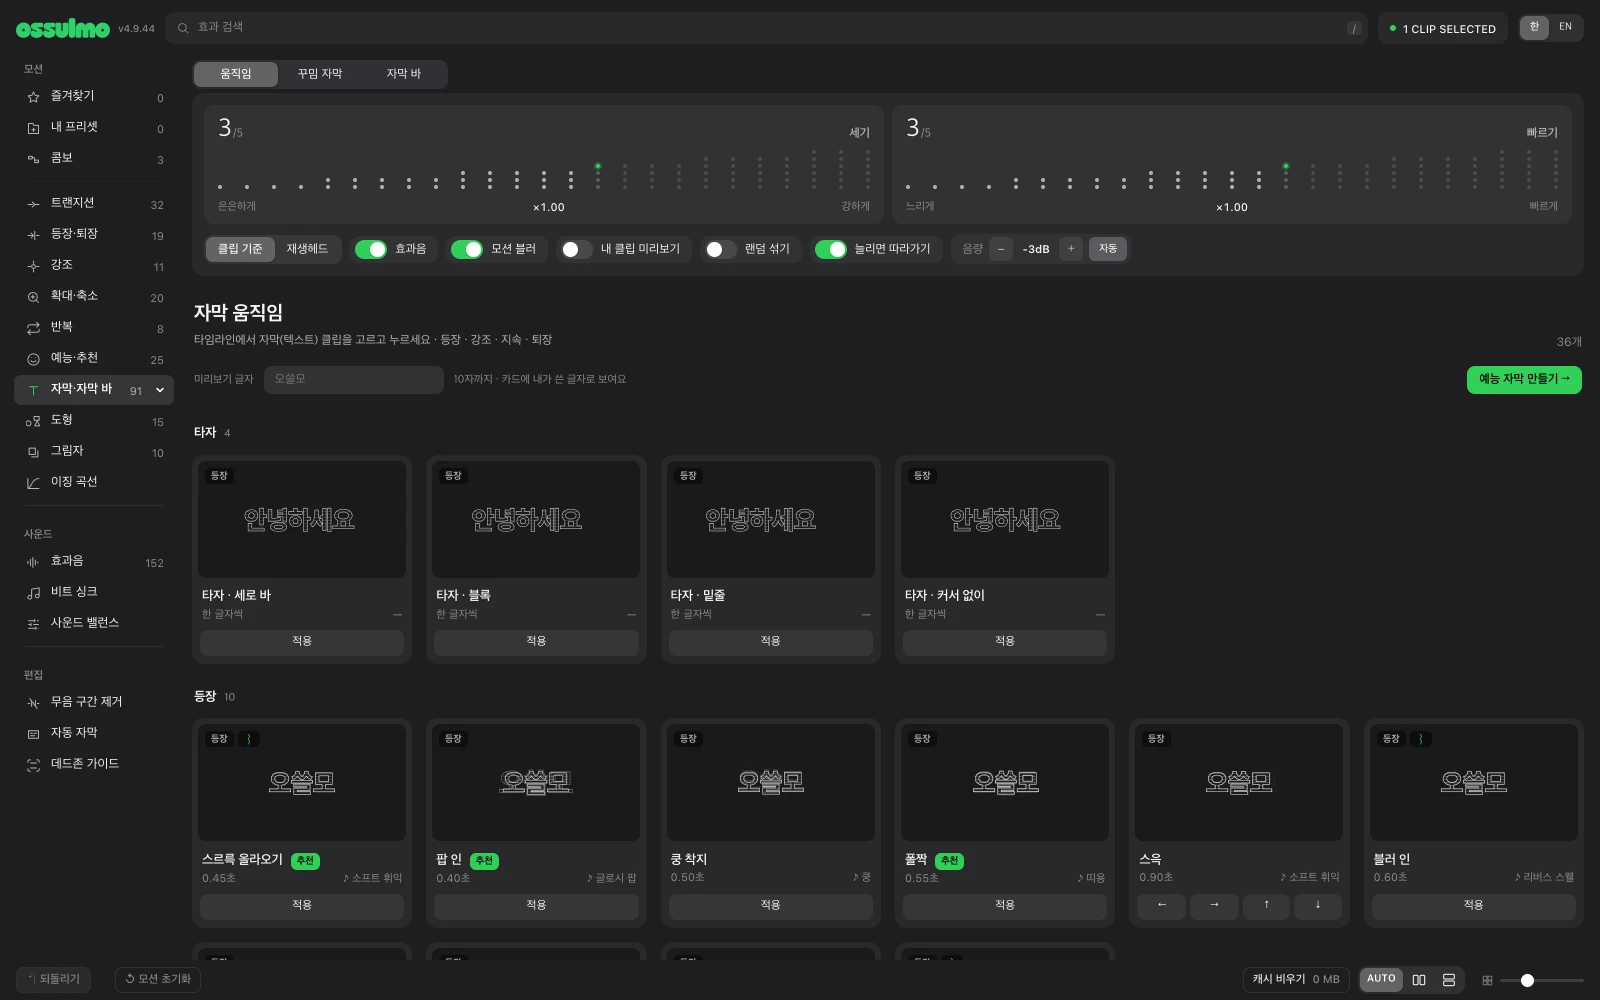 ossulmo v4.9.44
효과 검색
/
1 CLIP SELECTED
한 EN
모션
즐겨찾기 0
내 프리셋 0
콤보 3
트랜지션 32
등장·퇴장 19
강조 11
확대·축소 20
반복 8
예능·추천 25
자막·자막 바 91
도형 15
그림자 10
이징 곡선
사운드
효과음 152
비트 싱크
사운드 밸런스
편집
무음 구간 제거
자동 자막
데드존 가이드
움직임 꾸밈 자막 자막 바
3/5 세기
은은하게 ×1.00 강하게
3/5 빠르기
느리게 ×1.00 빠르게
클립 기준 재생헤드 효과음 모션 블러 내 클립 미리보기 랜덤 섞기 늘리면 따라가기 음량 − -3dB + 자동
자막 움직임
타임라인에서 자막(텍스트) 클립을 고르고 누르세요 · 등장 · 강조 · 지속 · 퇴장
36개
미리보기 글자 오쓸모 10자까지 · 카드에 내가 쓴 글자로 보여요
예능 자막 만들기→
타자 4
등장 등장 등장 등장
안녕하세요 안녕하세요 안녕하세요 안녕하세요
타자 · 세로 바 타자 · 블록 타자 · 밑줄 타자 · 커서 없이
한 글자씩 — 한 글자씩 — 한 글자씩 — 한 글자씩 —
적용 적용 적용 적용
등장 10
등장 등장 등장 등장 등장 등장
오쓸모 오쓸모 오쓸모 오쓸모 오쓸모 오쓸모
스르륵 올라오기 추천 팝 인 추천 쿵 착지 폴짝 추천 스윽 블러 인
0.45초 ♪ 소프트 휘익 0.40초 ♪ 글로시 팝 0.50초 ♪ 쿵 0.55초 ♪ 띠용 0.90초 ♪ 소프트 휘익 0.60초 ♪ 리버스 스웰
적용 적용 적용 적용 ← → ↑ ↓ 적용
되돌리기 모션 초기화
캐시 비우기 0 MB AUTO